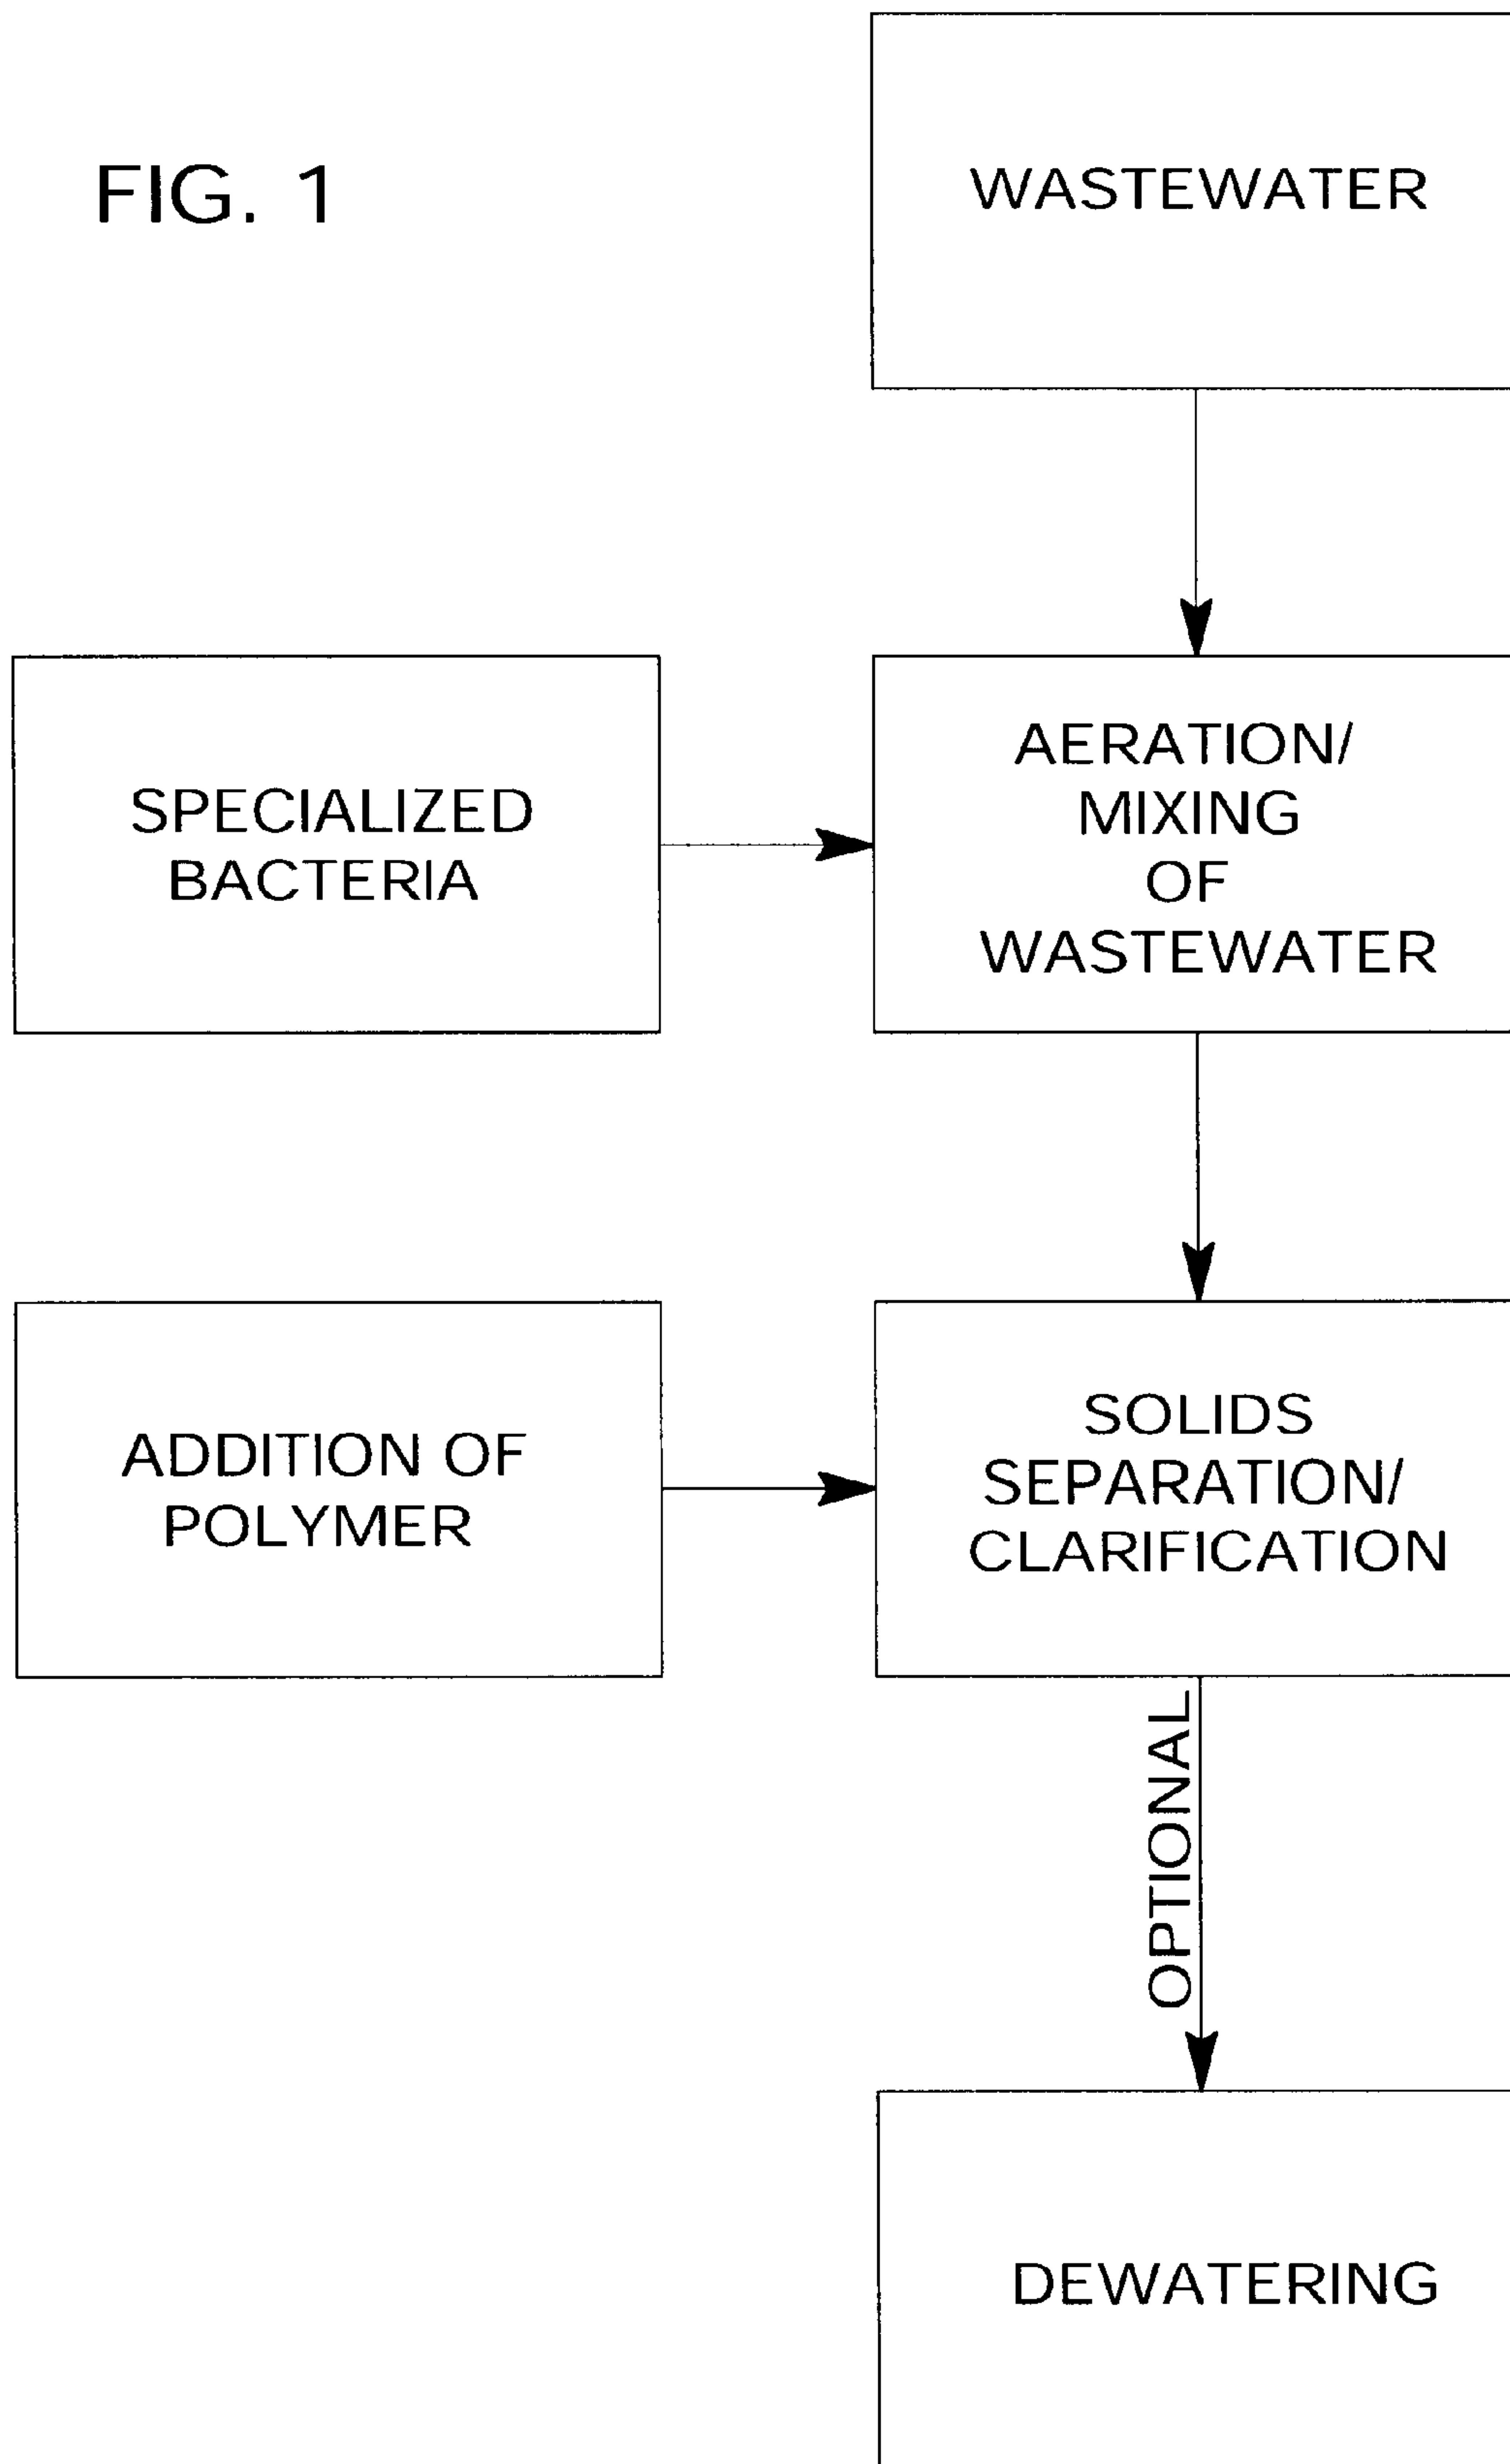 FIG. 1
WASTEWATER
SPECIALIZED
BACTERIA
AERATION/
MIXING
OF
WASTEWATER
ADDITION OF
POLYMER
SOLIDS
SEPARATION/
CLARIFICATION
OPTIONAL
DEWATERING